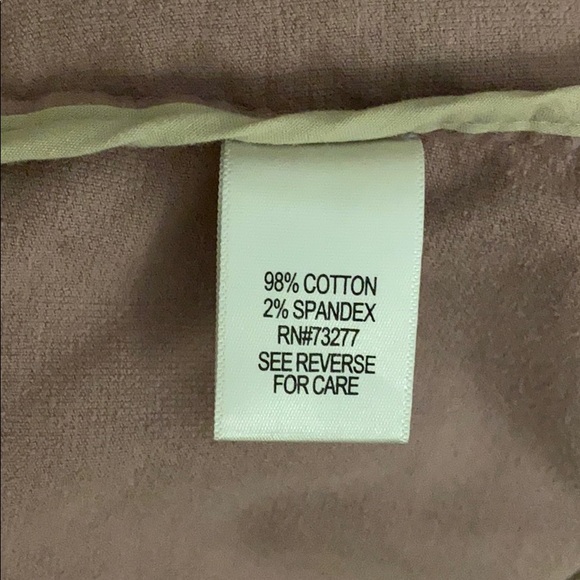 98% COTTON
2% SPANDEX
RN#73277
SEE REVERSE
FOR CARE